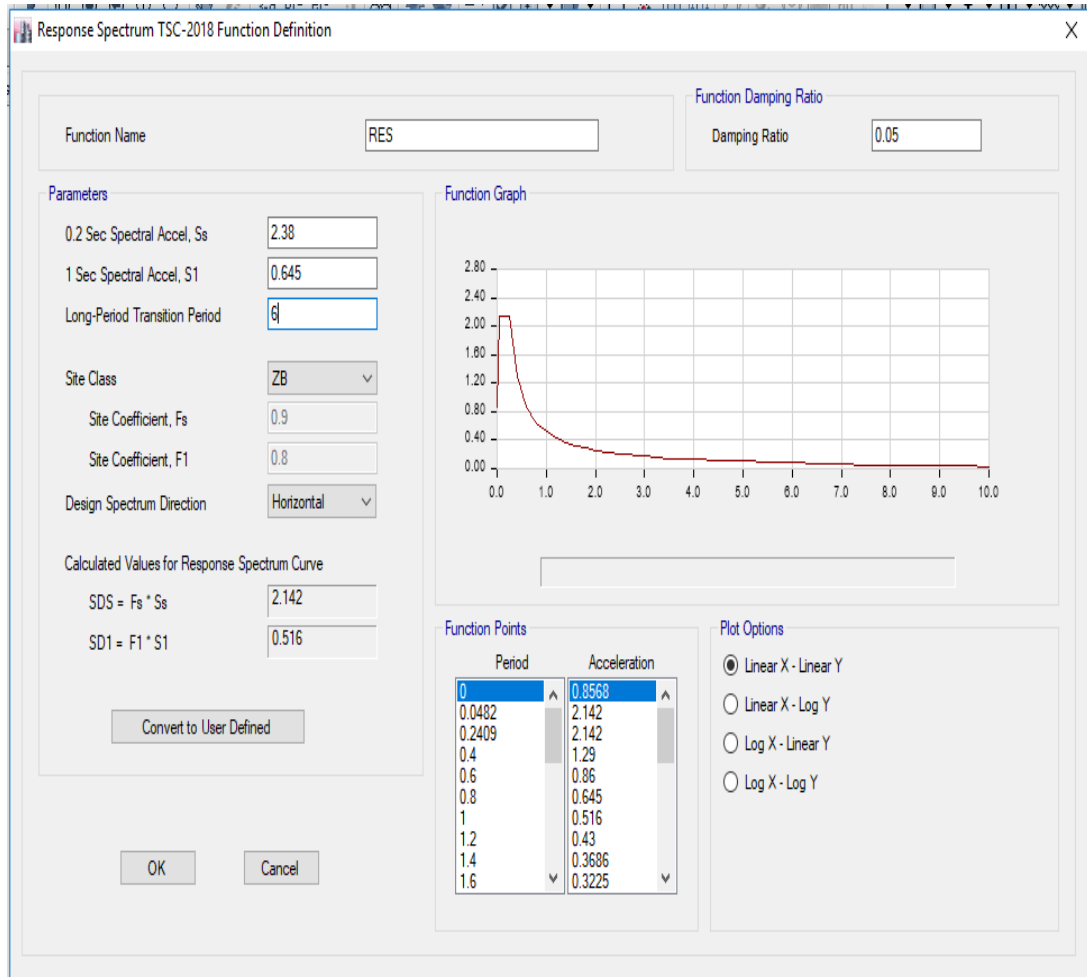 Response Spectrum TSC-2018 Function Definition X
Function Name RES
Function Damping Ratio
Damping Ratio 0.05
Parameters
0.2 Sec Spectral Accel, Ss 2.38
1 Sec Spectral Accel, S1 0.645
Long-Period Transition Period 6
Site Class ZB
Site Coefficient, Fs 0.9
Site Coefficient, F1 0.8
Design Spectrum Direction Horizontal
Calculated Values for Response Spectrum Curve
SDS = Fs * Ss 2.142
SD1 = F1 * S1 0.516
Convert to User Defined
OK Cancel
Function Graph
2.80
2.40
2.00
1.60
1.20
0.80
0.40
0.00
0.0 1.0 2.0 3.0 4.0 5.0 6.0 7.0 8.0 9.0 10.0
Function Points
Period Acceleration
0 0.8568
0.0482 2.142
0.2409 2.142
0.4 1.29
0.6 0.86
0.8 0.645
1 0.516
1.2 0.43
1.4 0.3686
1.6 0.3225
Plot Options
Linear X - Linear Y
Linear X - Log Y
Log X - Linear Y
Log X - Log Y